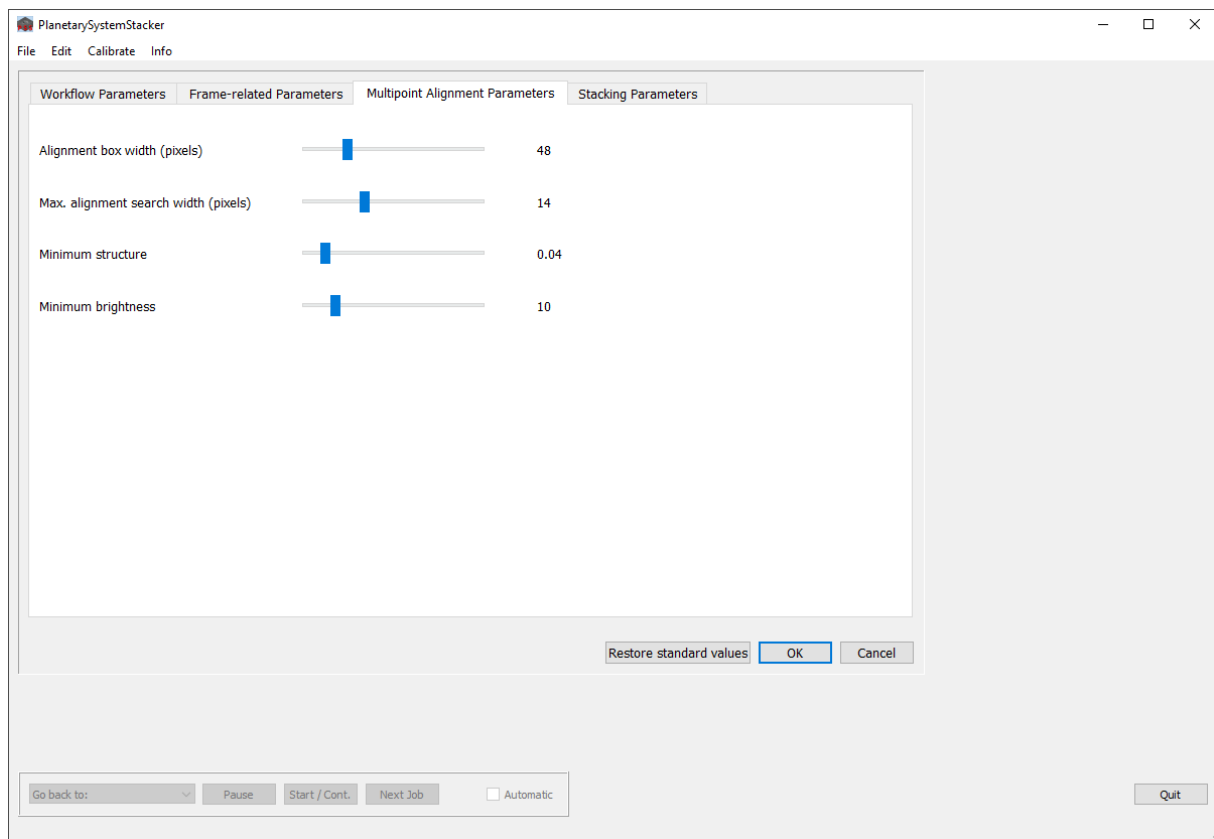 PlanetarySystemStacker
File Edit Calibrate Info
Workflow Parameters Frame-related Parameters Multipoint Alignment Parameters Stacking Parameters
Alignment box width (pixels) 48
Max. alignment search width (pixels) 14
Minimum structure 0.04
Minimum brightness 10
Restore standard values OK Cancel
Go back to: Pause Start / Cont. Next Job Automatic Quit